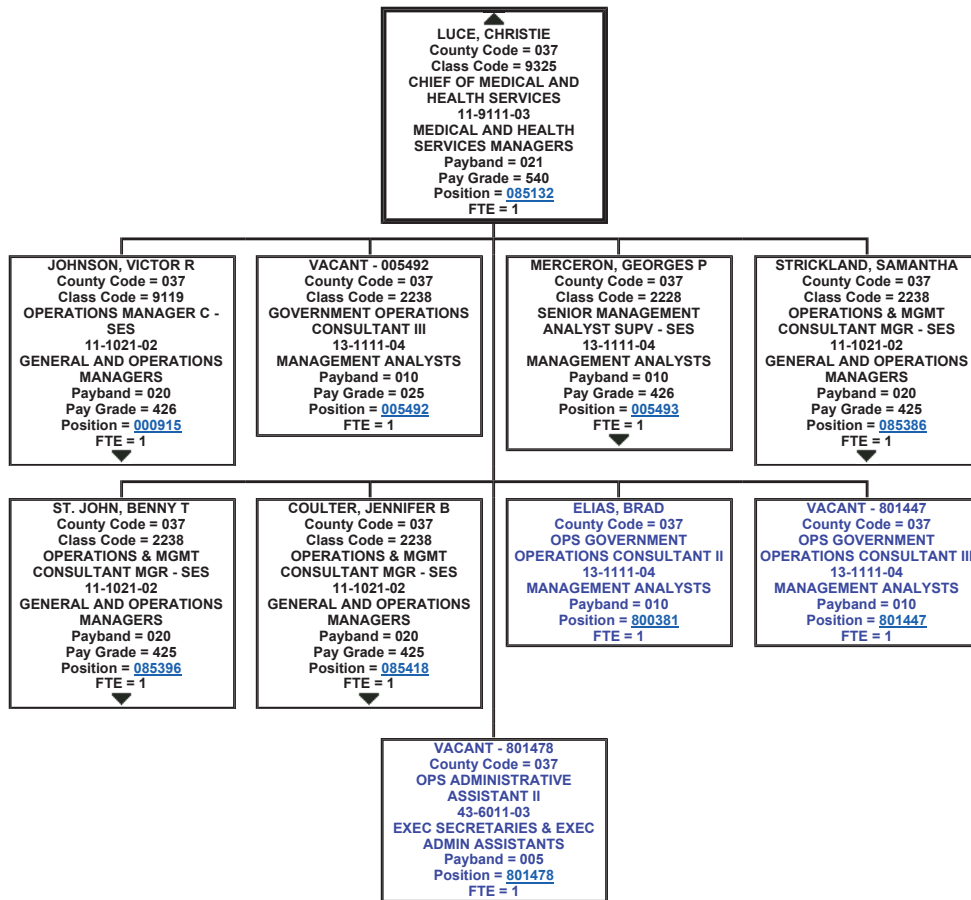 LUCE, CHRISTIE
County Code = 037
Class Code = 9325
CHIEF OF MEDICAL AND
HEALTH SERVICES
11-9111-03
MEDICAL AND HEALTH
SERVICES MANAGERS
Payband = 021
Pay Grade = 540
Position = 085132
FTE = 1
JOHNSON, VICTOR R
County Code = 037
Class Code = 9119
OPERATIONS MANAGER C -
SES
11-1021-02
GENERAL AND OPERATIONS
MANAGERS
Payband = 020
Pay Grade = 426
Position = 000915
FTE = 1
VACANT - 005492
County Code = 037
Class Code = 2238
GOVERNMENT OPERATIONS
CONSULTANT III
13-1111-04
MANAGEMENT ANALYSTS
Payband = 010
Pay Grade = 025
Position = 005492
FTE = 1
MERCERON, GEORGES P
County Code = 037
Class Code = 2228
SENIOR MANAGEMENT
ANALYST SUPV - SES
13-1111-04
MANAGEMENT ANALYSTS
Payband = 010
Pay Grade = 426
Position = 005493
FTE = 1
STRICKLAND, SAMANTHA
County Code = 037
Class Code = 2238
OPERATIONS & MGMT
CONSULTANT MGR - SES
11-1021-02
GENERAL AND OPERATIONS
MANAGERS
Payband = 020
Pay Grade = 425
Position = 085386
FTE = 1
ST. JOHN, BENNY T
County Code = 037
Class Code = 2238
OPERATIONS & MGMT
CONSULTANT MGR - SES
11-1021-02
GENERAL AND OPERATIONS
MANAGERS
Payband = 020
Pay Grade = 425
Position = 085396
FTE = 1
COULTER, JENNIFER B
County Code = 037
Class Code = 2238
OPERATIONS & MGMT
CONSULTANT MGR - SES
11-1021-02
GENERAL AND OPERATIONS
MANAGERS
Payband = 020
Pay Grade = 425
Position = 085418
FTE = 1
ELIAS, BRAD
County Code = 037
OPS GOVERNMENT
OPERATIONS CONSULTANT II
13-1111-04
MANAGEMENT ANALYSTS
Payband = 010
Position = 800381
FTE = 1
VACANT - 801447
County Code = 037
OPS GOVERNMENT
OPERATIONS CONSULTANT III
13-1111-04
MANAGEMENT ANALYSTS
Payband = 010
Position = 801447
FTE = 1
VACANT - 801478
County Code = 037
OPS ADMINISTRATIVE
ASSISTANT II
43-6011-03
EXEC SECRETARIES & EXEC
ADMIN ASSISTANTS
Payband = 005
Position = 801478
FTE = 1